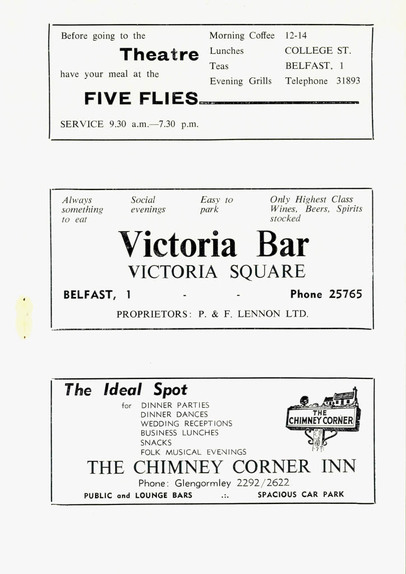 Before going to the
Theatre
have your meal at the
FIVE FLIES
SERVICE 9.30 a.m.—7.30 p.m.
Morning Coffee
Lunches
Teas
Evening Grills
12-14
COLLEGE ST.
BELFAST, 1
Telephone 31893
Always something to eat
Social evenings
Easy to park
Only Highest Class Wines, Beers, Spirits stocked
Victoria Bar
VICTORIA SQUARE
BELFAST, 1 - - Phone 25765
PROPRIETORS: P. & F. LENNON LTD.
The Ideal Spot
for DINNER PARTIES
DINNER DANCES
WEDDING RECEPTIONS
BUSINESS LUNCHES
SNACKS
FOLK MUSICAL EVENINGS
THE
CHIMNEY CORNER
THE CHIMNEY CORNER INN
Phone: Glengormley 2292/2622
PUBLIC and LOUNGE BARS .:. SPACIOUS CAR PARK